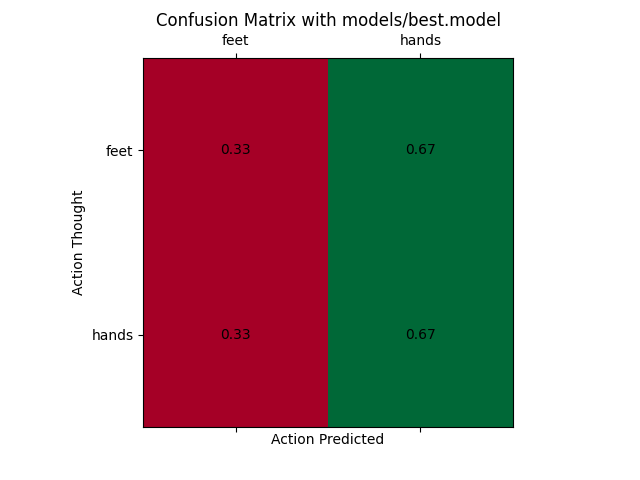 Confusion Matrix with models/best.model
feet hands
feet 0.33 0.67
Action Thought
hands 0.33 0.67
Action Predicted